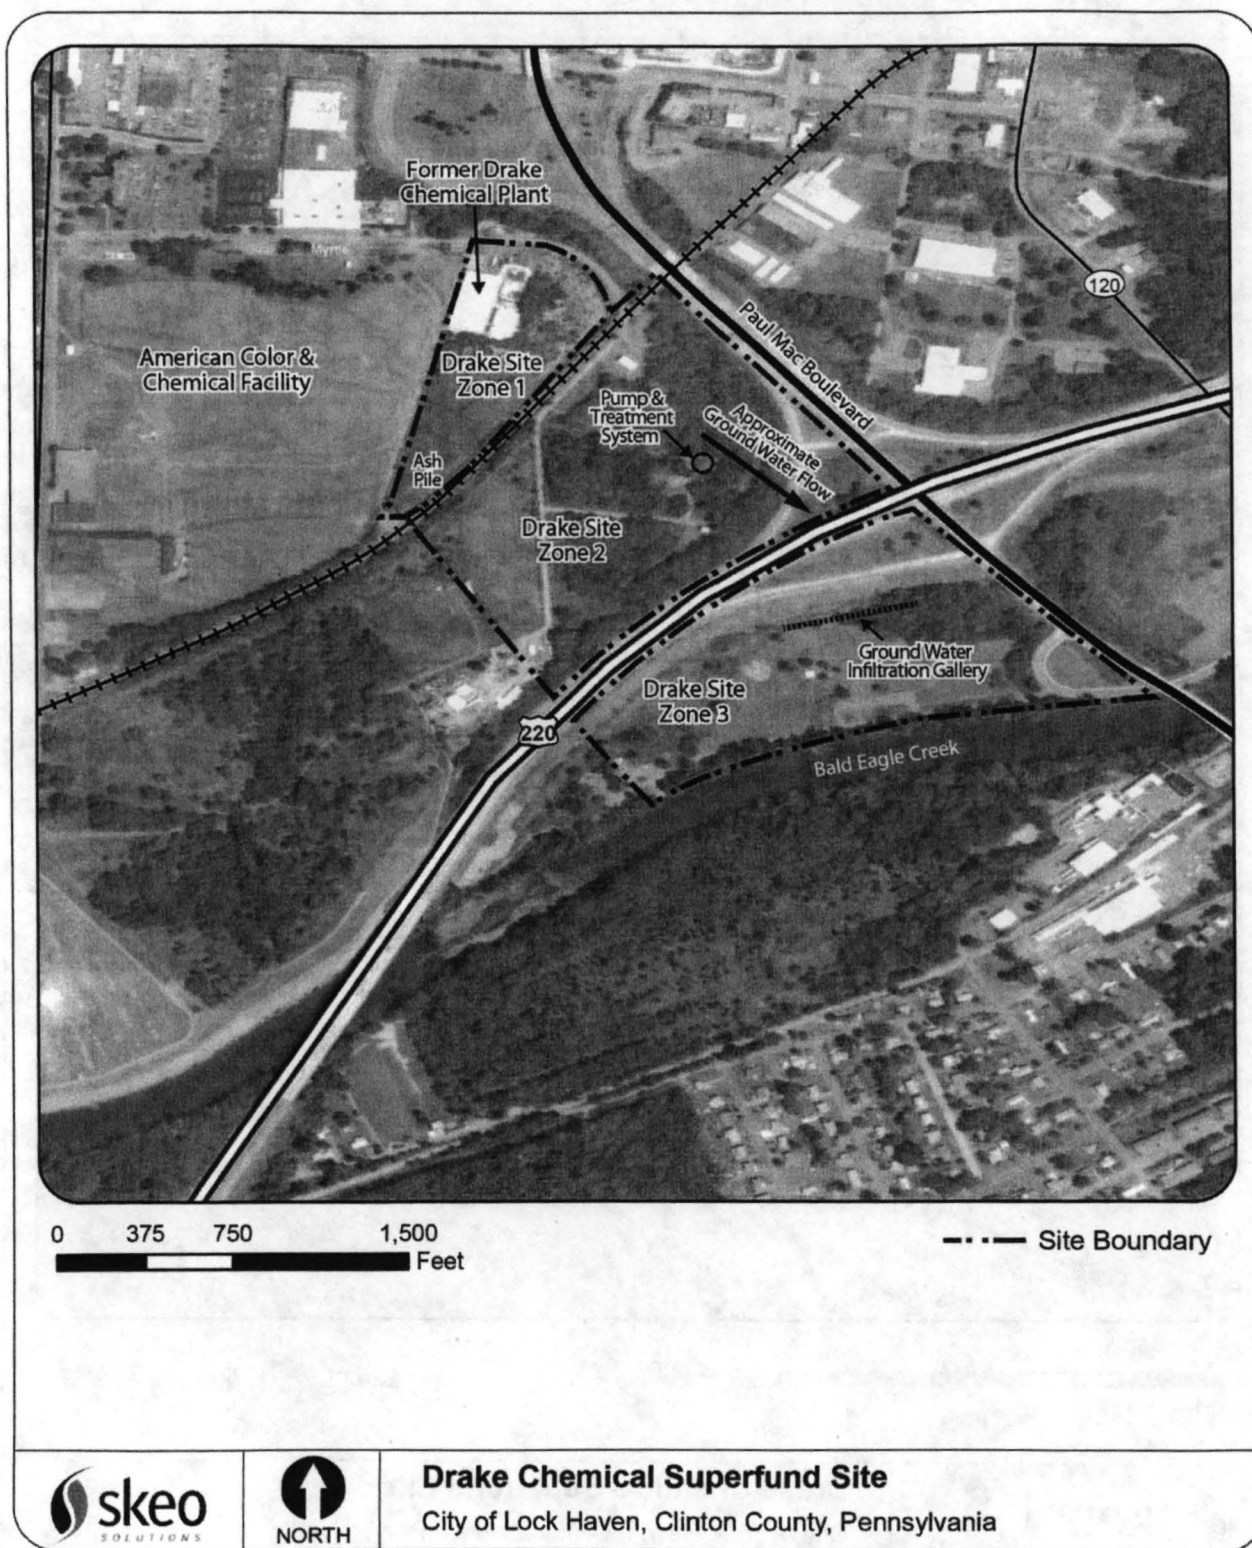 Former Drake
Chemical Plant
Myrtle
120
American Color &
Chemical Facility
Drake Site
Zone 1
Paul Mac Boulevard
Pump &
Treatment
System
Approximate
Ground Water Flow
Ash
Pile
Drake Site
Zone 2
Ground Water
Infiltration Gallery
Drake Site
Zone 3
220
Bald Eagle Creek
0 375 750 1,500
Feet
Site Boundary
skeo
SOLUTIONS
NORTH
Drake Chemical Superfund Site
City of Lock Haven, Clinton County, Pennsylvania